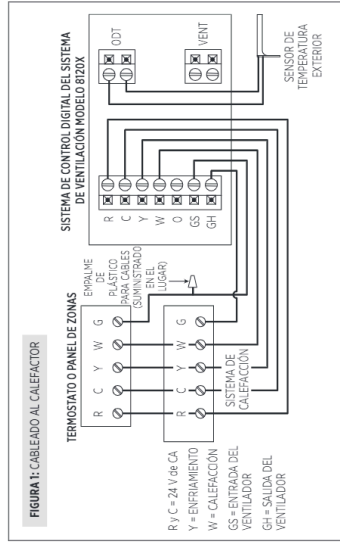 FIGURA 1: CABLEADO AL CALEFACTOR
TERMOSTATO O PANEL DE ZONAS
R C Y W G
EMPALME
DE
PLÁSTICO
PARA CABLES
(SUMINISTRADO
EN EL
LUGAR)
SISTEMA DE CONTROL DIGITAL DEL SISTEMA
DE VENTILACIÓN MODELO 8120X
R
C
Y
W
O
GS
GH
ODT
VENT
SENSOR DE
TEMPERATURA
EXTERIOR
R C Y W G
SISTEMA DE
CALEFACCIÓN
R y C = 24 V de CA
Y = ENFRIAMIENTO
W = CALEFACCIÓN
GS = ENTRADA DEL
VENTILADOR
GH = SALIDA DEL
VENTILADOR